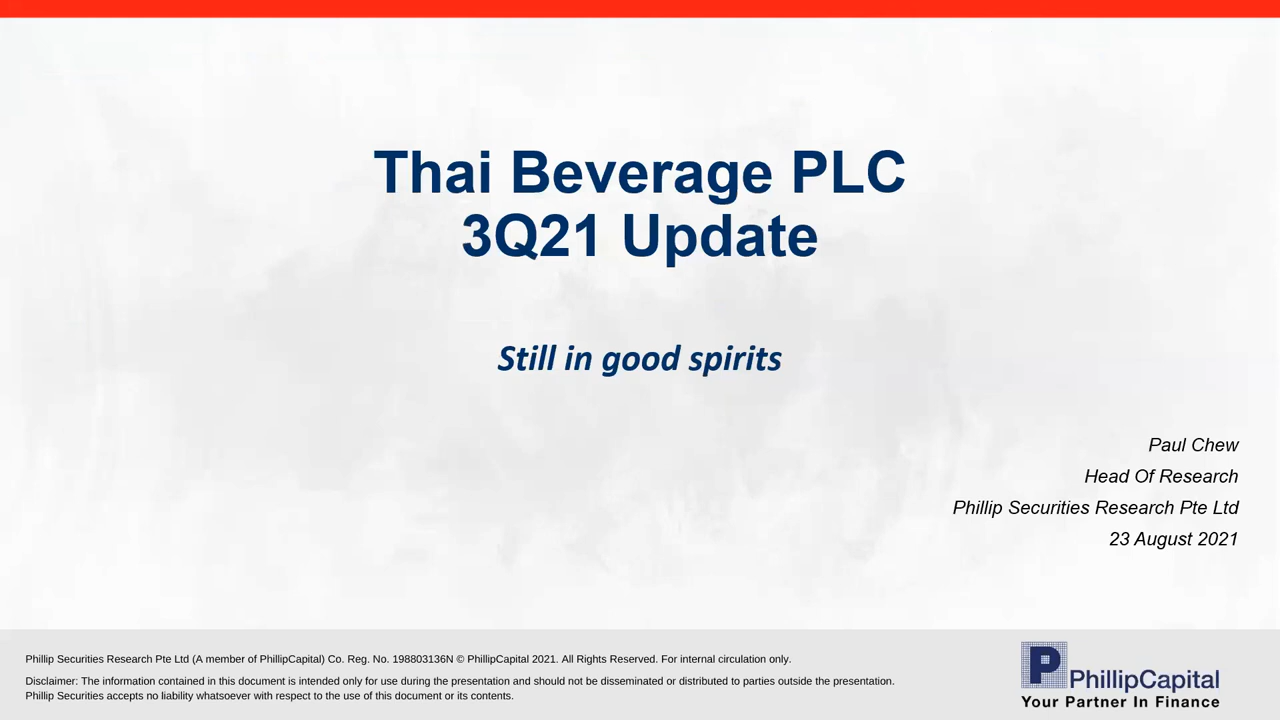 Thai Beverage PLC
3Q21 Update
Still in good spirits
Paul Chew
Head Of Research
Phillip Securities Research Pte Ltd
23 August 2021
Phillip Securities Research Pte Ltd (A member of PhillipCapital) Co. Reg. No. 198803136N © PhillipCapital 2021. All Rights Reserved. For internal circulation only.
Disclaimer: The information contained in this document is intended only for use during the presentation and should not be disseminated or distributed to parties outside the presentation.
Phillip Securities accepts no liability whatsoever with respect to the use of this document or its contents.
P PhillipCapital
Your Partner In Finance